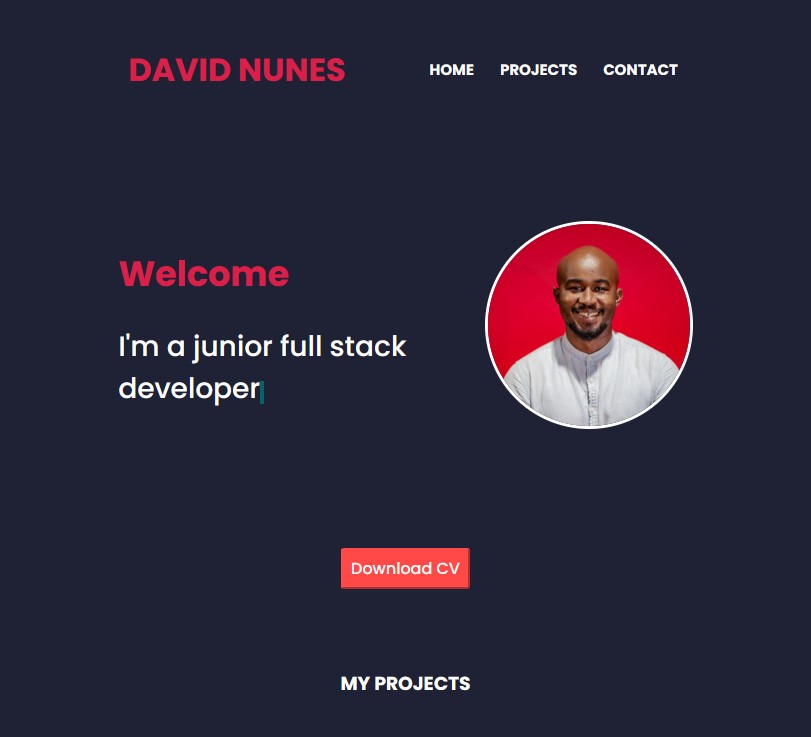 DAVID NUNES
HOME PROJECTS CONTACT
Welcome
I'm a junior full stack
developer
Download CV
MY PROJECTS